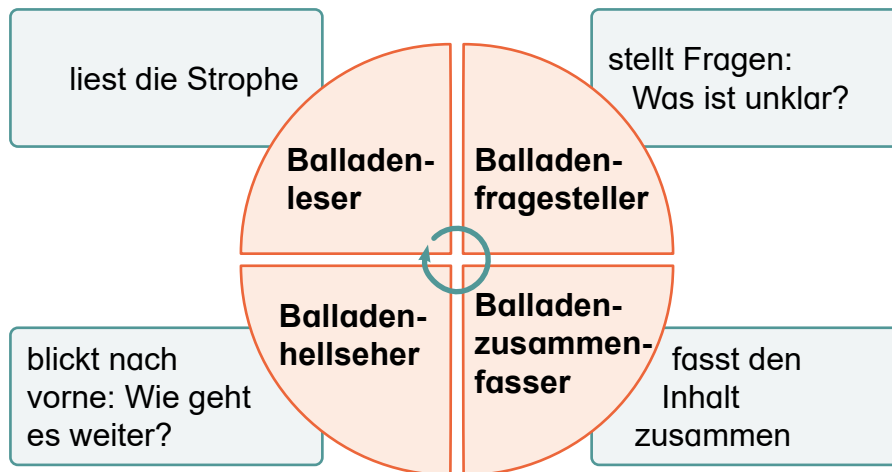 liest die Strophe
stellt Fragen:
Was ist unklar?
Balladen-
leser
Balladen-
fragesteller
Balladen-
hellseher
Balladen-
zusammen-
fasser
blickt nach
vorne: Wie geht
es weiter?
fasst den
Inhalt
zusammen